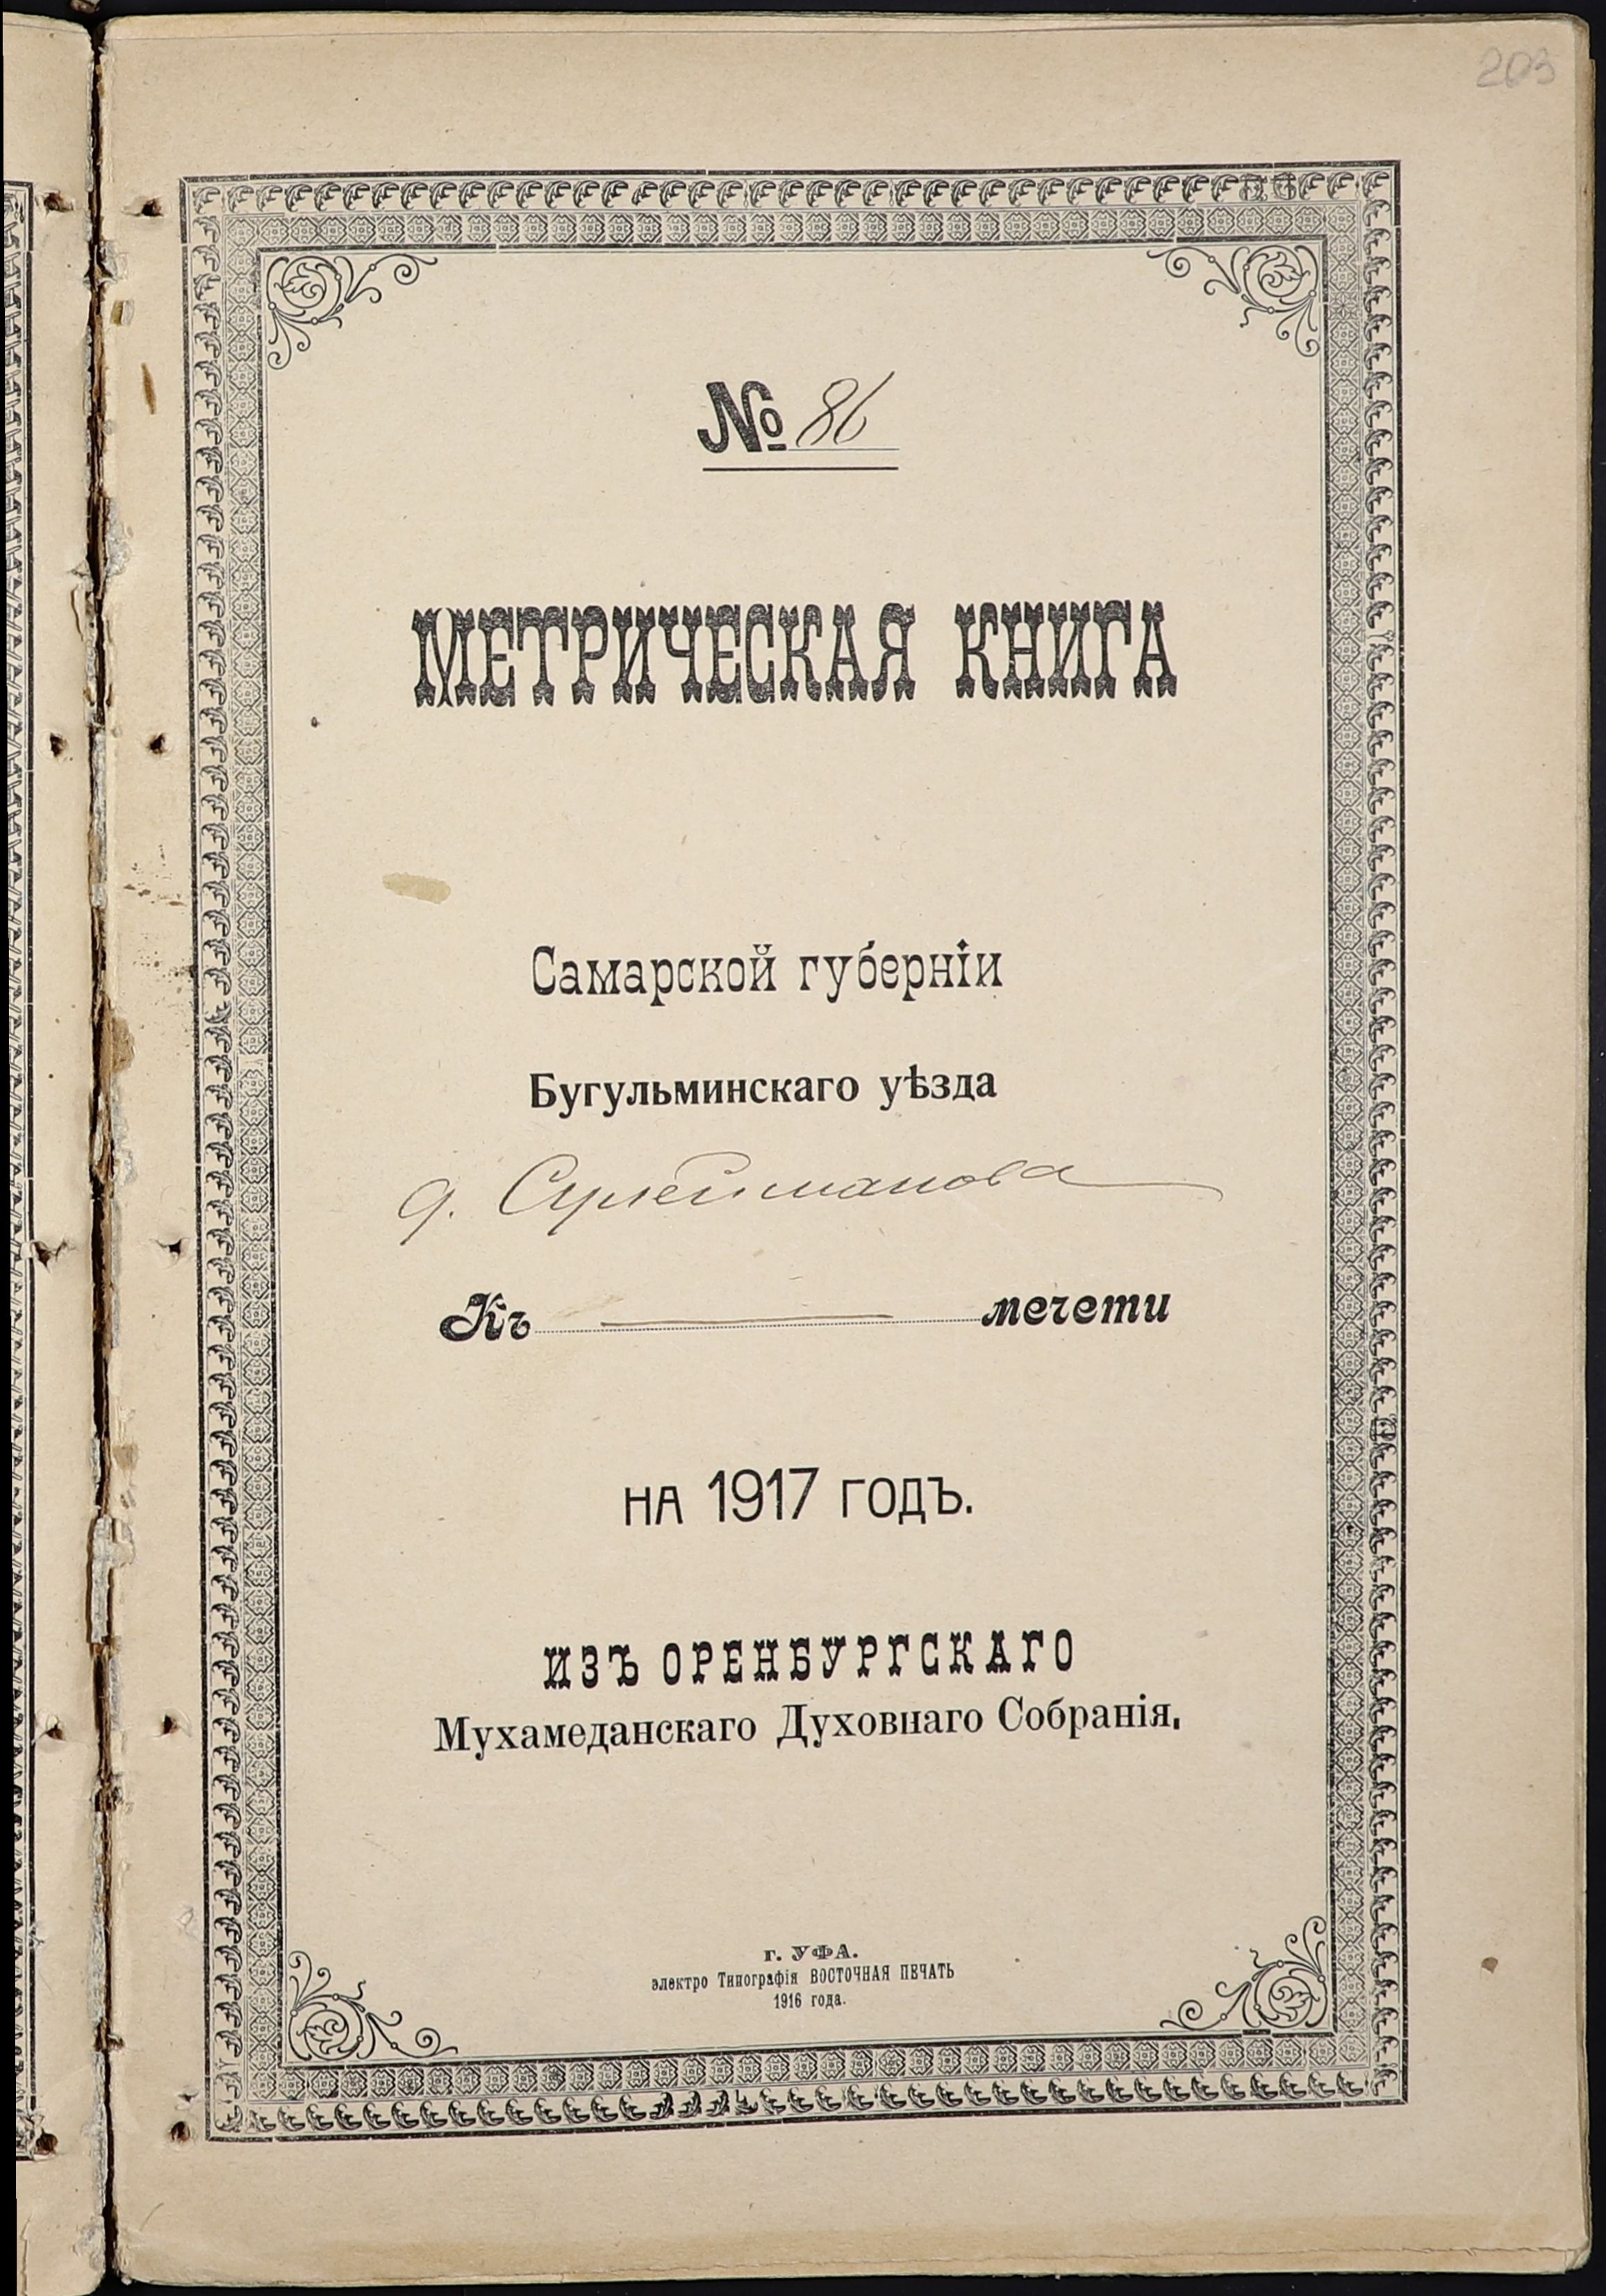 203
№ 86
МЕТРИЧЕСКАЯ КНИГА
Самарской губерніи
Бугульминскаго уѣзда
д. Сулейманова
Къ мечети
на 1917 годъ.
ИЗЪ ОРЕНБУРГСКАГО
Мухамеданскаго Духовнаго Собранія.
г. УФА.
электро Типографія ВОСТОЧНАЯ ПЕЧАТЬ
1916 года.